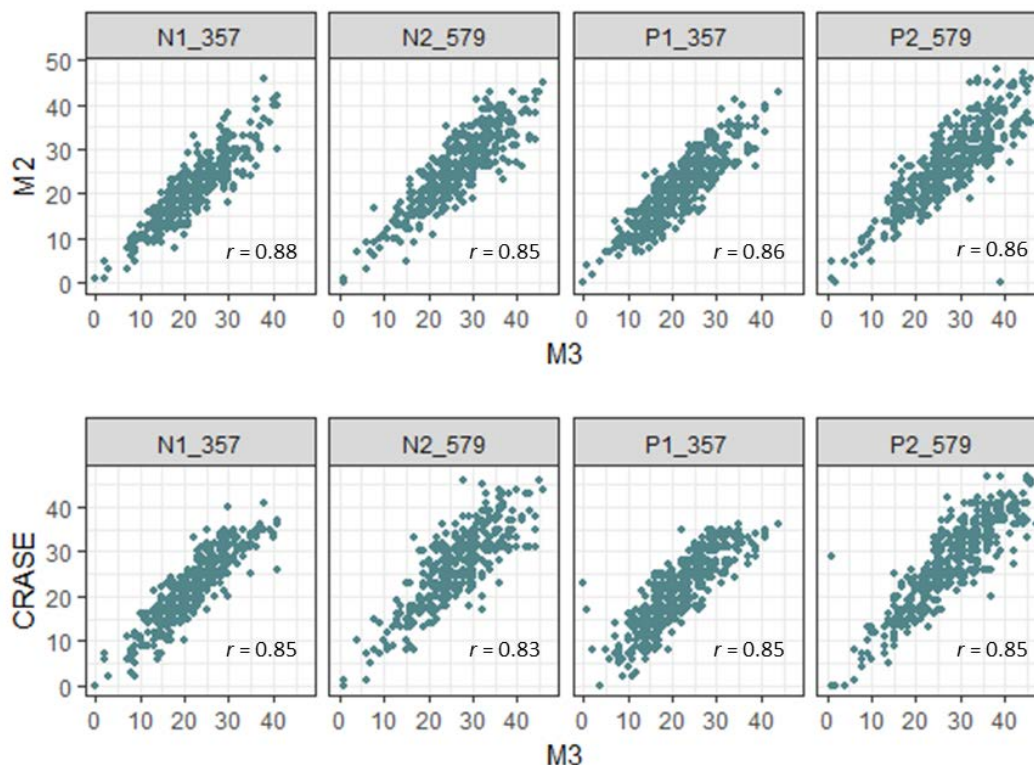 N1_357 N2_579 P1_357 P2_579
50
40
30
20
10
0
M2
r = 0.88 r = 0.85 r = 0.86 r = 0.86
0 10 20 30 40 0 10 20 30 40 0 10 20 30 40 0 10 20 30 40
M3
N1_357 N2_579 P1_357 P2_579
40
30
20
10
0
CRASE
r = 0.85 r = 0.83 r = 0.85 r = 0.85
0 10 20 30 40 0 10 20 30 40 0 10 20 30 40 0 10 20 30 40
M3